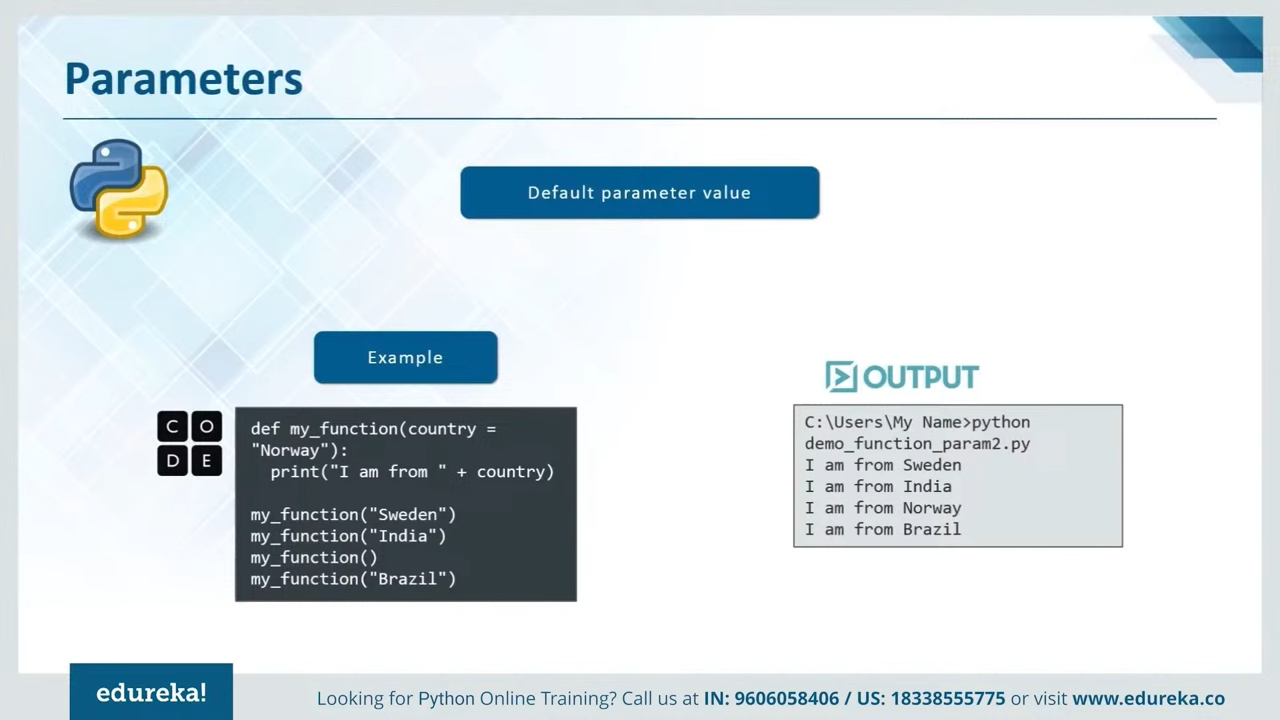 Parameters
Default parameter value
Example
C O
D E
def my_function(country =
"Norway"):
  print("I am from " + country)

my_function("Sweden")
my_function("India")
my_function()
my_function("Brazil")
OUTPUT
C:\Users\My Name>python
demo_function_param2.py
I am from Sweden
I am from India
I am from Norway
I am from Brazil
edureka!
Looking for Python Online Training? Call us at IN: 9606058406 / US: 18338555775 or visit www.edureka.co